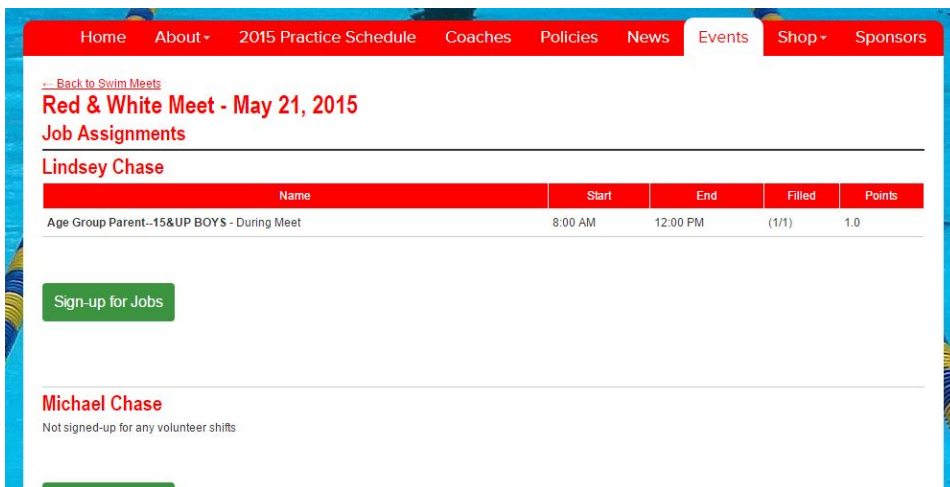 Home About 2015 Practice Schedule Coaches Policies News Events Shop Sponsors
← Back to Swim Meets
Red & White Meet - May 21, 2015
Job Assignments
Lindsey Chase
Name Start End Filled Points
Age Group Parent--15&UP BOYS - During Meet 8:00 AM 12:00 PM (1/1) 1.0
Sign-up for Jobs
Michael Chase
Not signed-up for any volunteer shifts